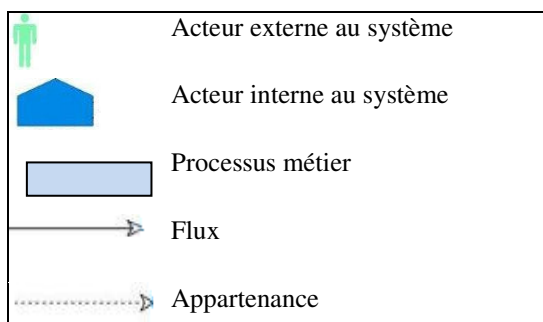 Acteur externe au système
Acteur interne au système
Processus métier
Flux
Appartenance